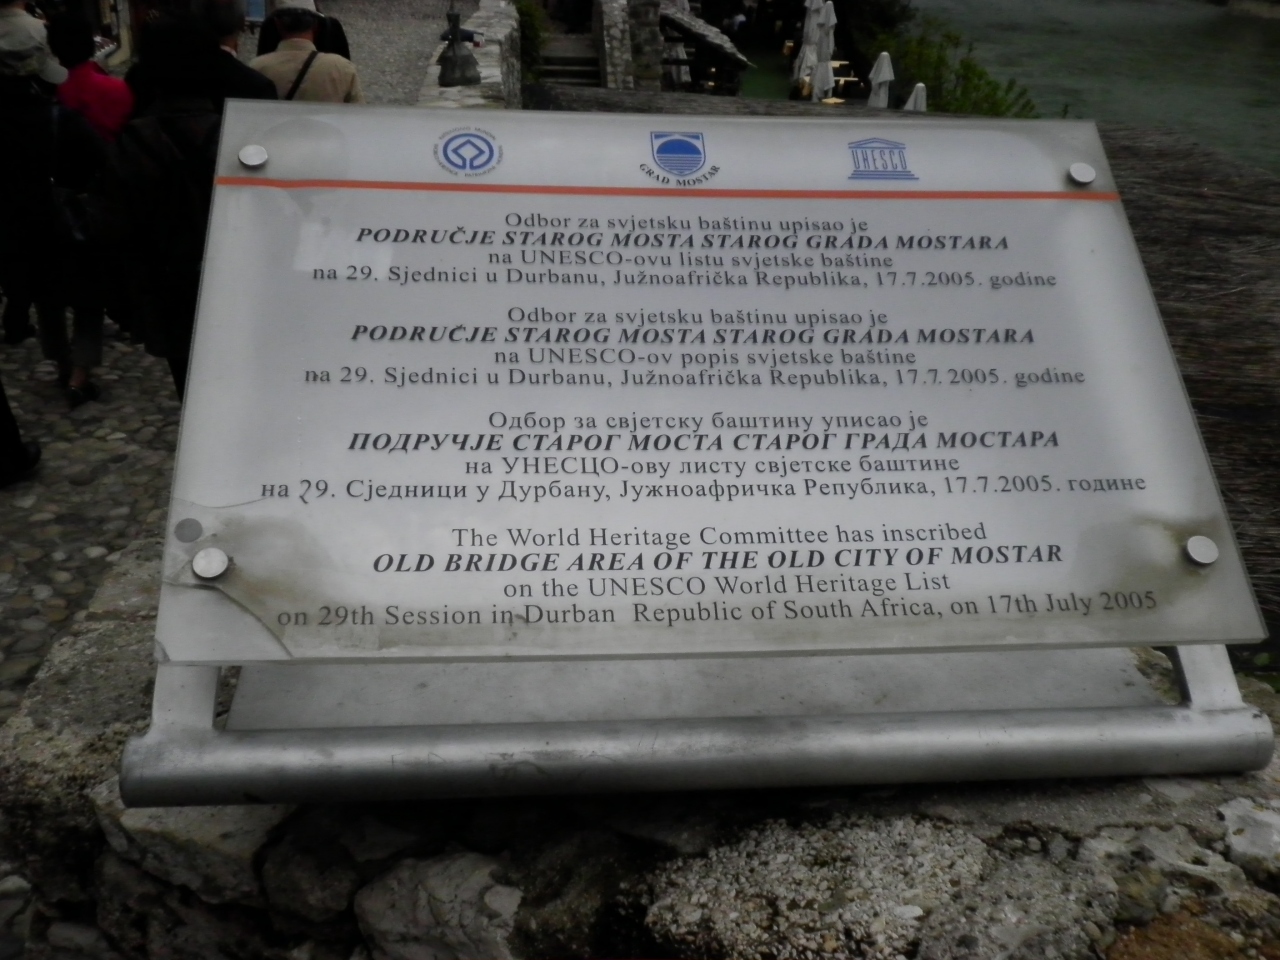 GRAD MOSTAR
UNESCO
Odbor za svjetsku baštinu upisao je
PODRUČJE STAROG MOSTA STAROG GRADA MOSTARA
na UNESCO-ovu listu svjetske baštine
na 29. Sjednici u Durbanu, Južnoafrička Republika, 17.7.2005. godine
Odbor za svjetsku baštinu upisao je
PODRUČJE STAROG MOSTA STAROG GRADA MOSTARA
na UNESCO-ov popis svjetske baštine
na 29. Sjednici u Durbanu, Južnoafrička Republika, 17.7.2005. godine
Одбор за свјетску баштину уписао је
ПОДРУЧЈЕ СТАРОГ МОСТА СТАРОГ ГРАДА МОСТАРА
на УНЕСЦО-ову листу свјетске баштине
на 29. Сједници у Дурбану, Јужноафричка Република, 17.7.2005. године
The World Heritage Committee has inscribed
OLD BRIDGE AREA OF THE OLD CITY OF MOSTAR
on the UNESCO World Heritage List
on 29th Session in Durban Republic of South Africa, on 17th July 2005